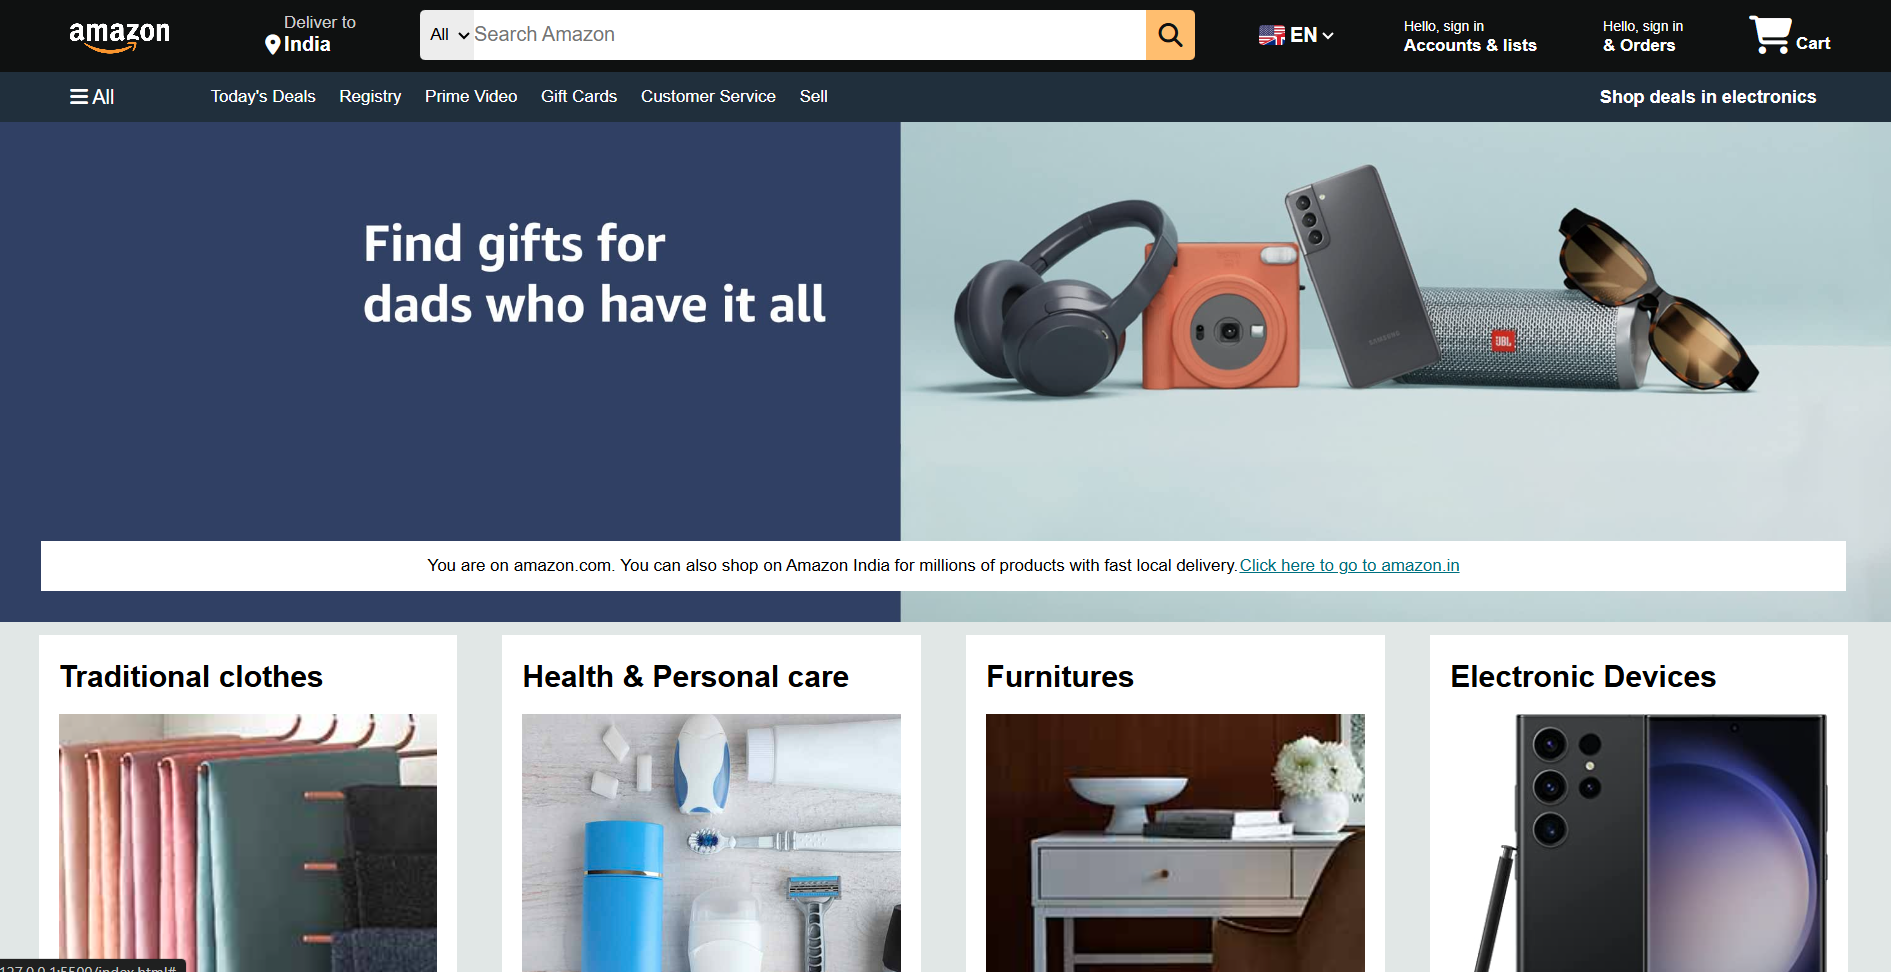 amazon
Deliver to
India
All
Search Amazon
EN
Hello, sign in
Accounts & lists
Hello, sign in
& Orders
Cart
All
Today's Deals
Registry
Prime Video
Gift Cards
Customer Service
Sell
Shop deals in electronics
Find gifts for
dads who have it all
SAMSUNG
JBL
You are on amazon.com. You can also shop on Amazon India for millions of products with fast local delivery. Click here to go to amazon.in
Traditional clothes
Health & Personal care
Furnitures
Electronic Devices
127.0.0.1:5500/index.html#